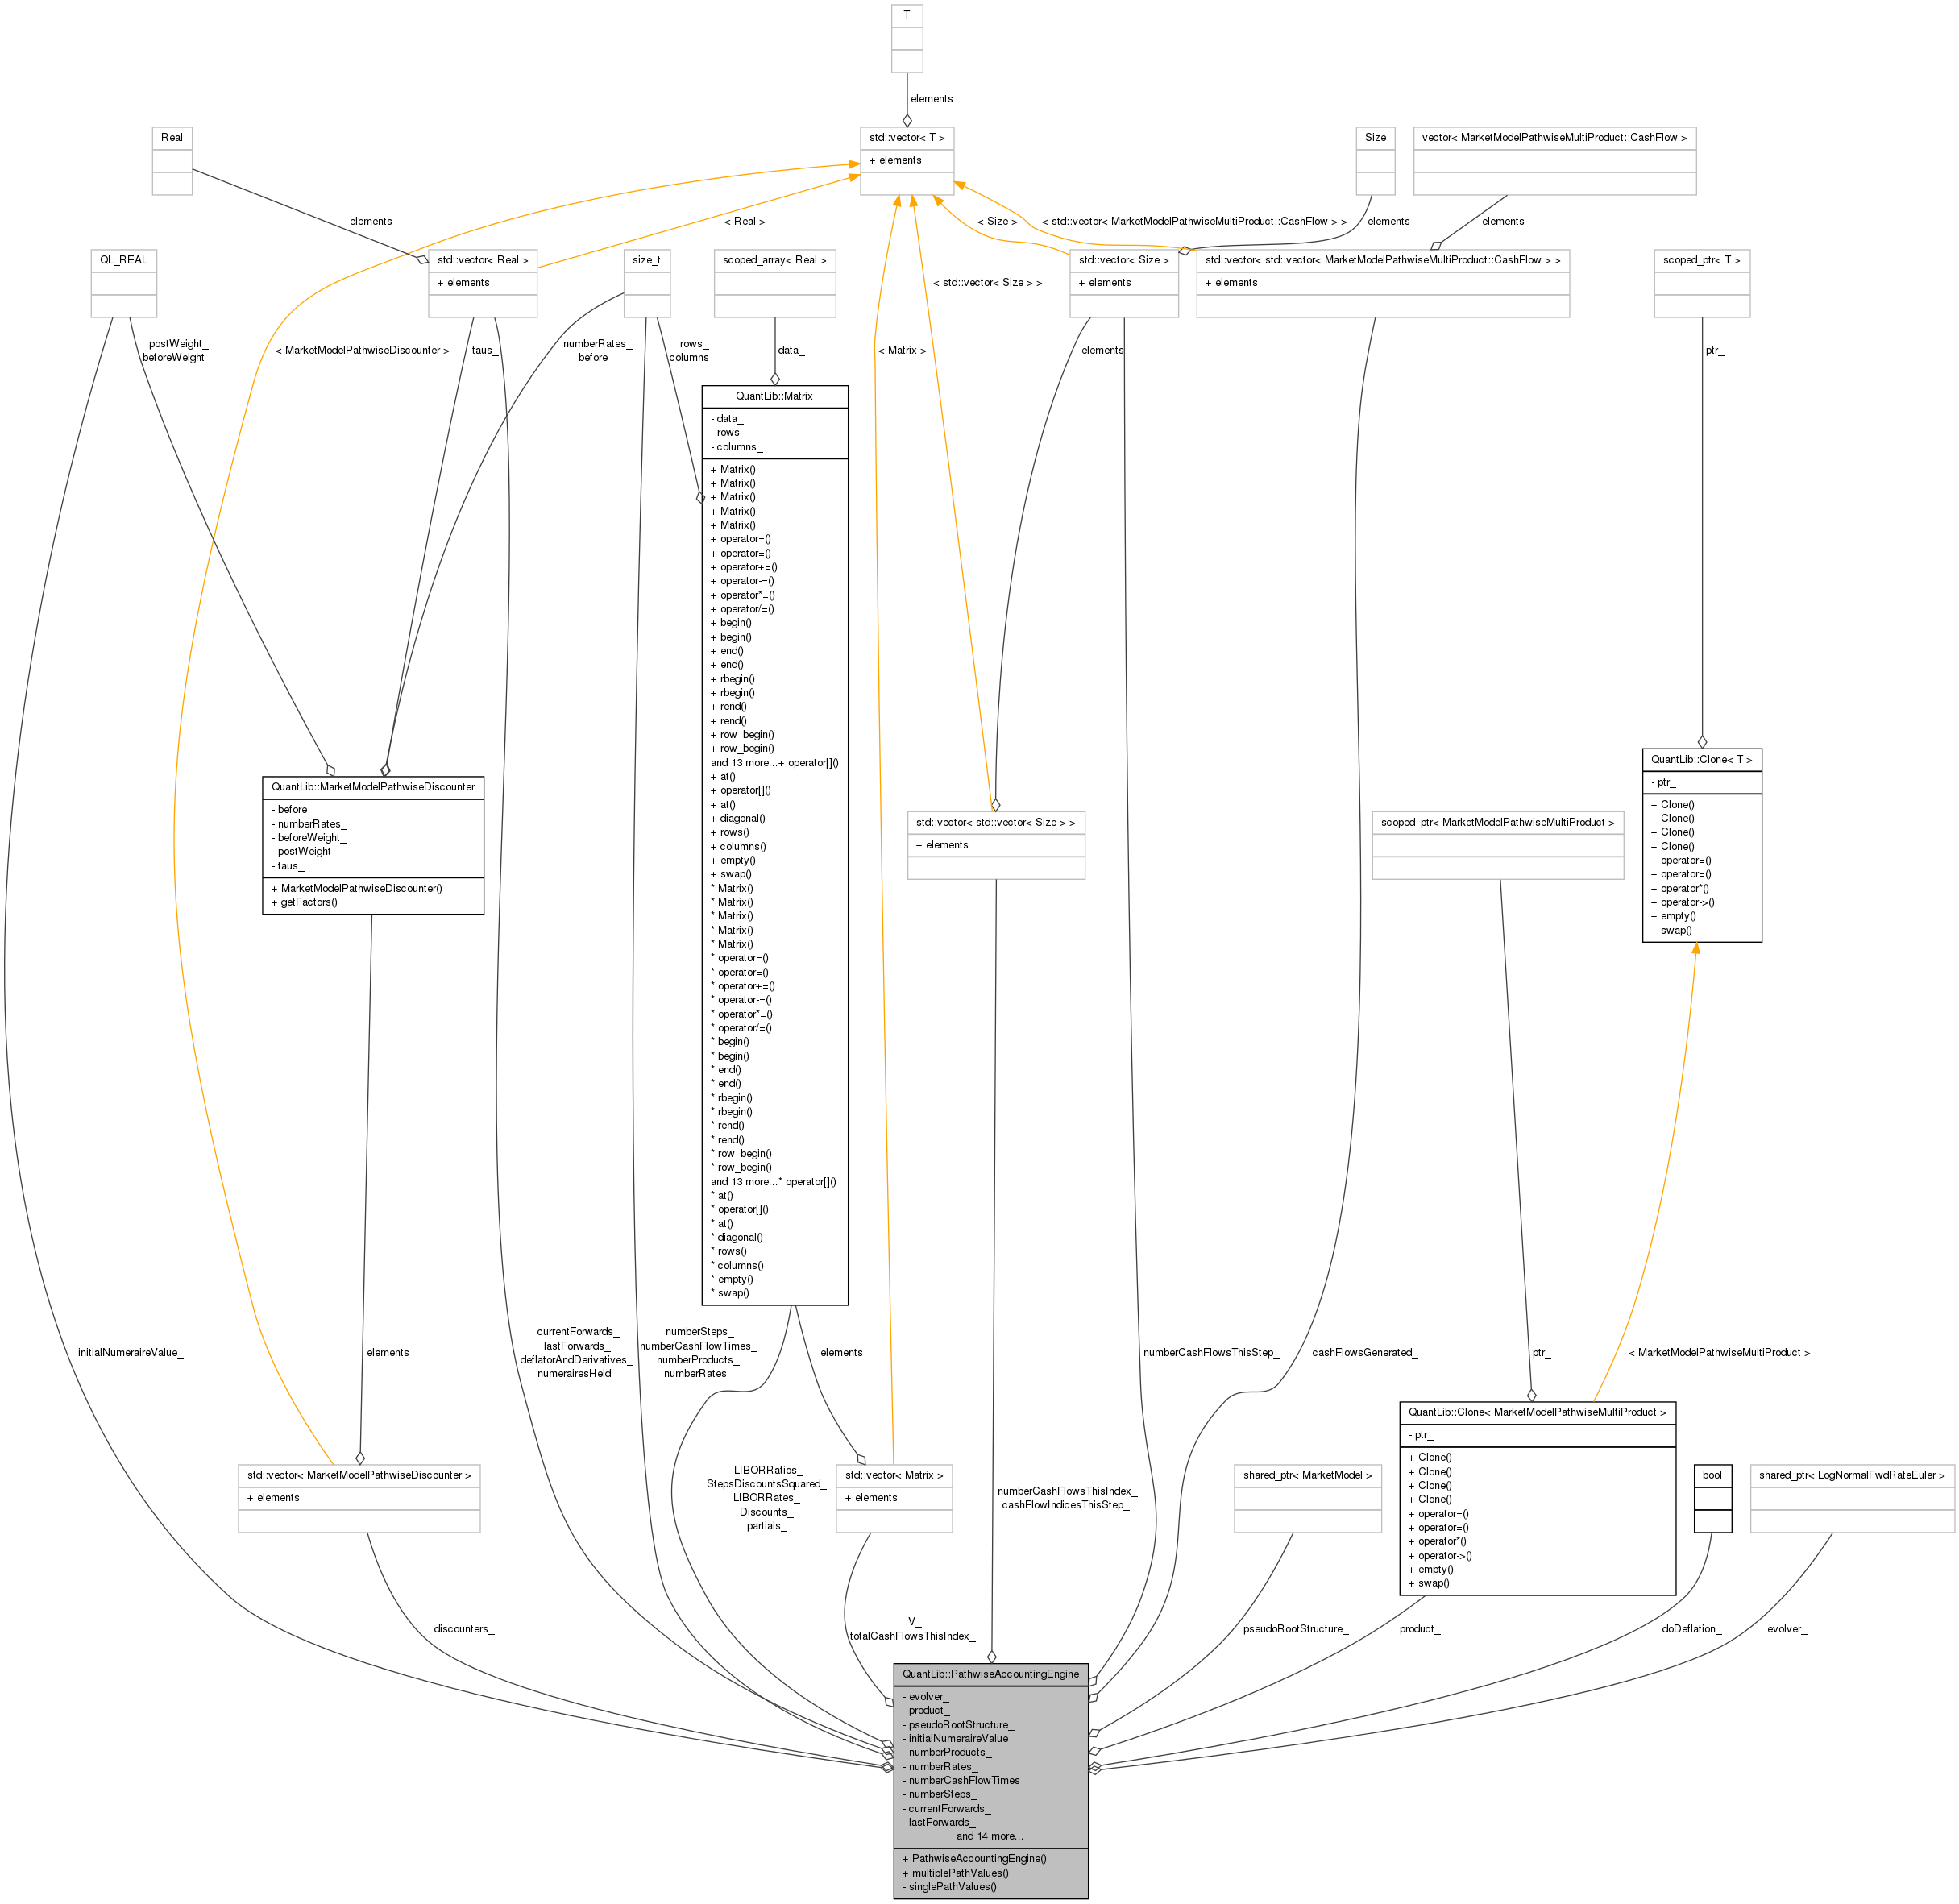 T
elements
std::vector< T >
+ elements
Real
Size
vector< MarketModelPathwiseMultiProduct::CashFlow >
elements
< Real >
< Size >
< std::vector< MarketModelPathwiseMultiProduct::CashFlow > >
elements
elements
QL_REAL
std::vector< Real >
+ elements
size_t
scoped_array< Real >
< std::vector< Size > >
std::vector< Size >
+ elements
std::vector< std::vector< MarketModelPathwiseMultiProduct::CashFlow > >
+ elements
scoped_ptr< T >
postWeight_
beforeWeight_
< MarketModelPathwiseDiscounter >
taus_
numberRates_
before_
rows_
columns_
data_
< Matrix >
elements
ptr_
QuantLib::Matrix
- data_
- rows_
- columns_
+ Matrix()
+ Matrix()
+ Matrix()
+ Matrix()
+ Matrix()
+ operator=()
+ operator=()
+ operator+=()
+ operator-=()
+ operator*=()
+ operator/=()
+ begin()
+ begin()
+ end()
+ end()
+ rbegin()
+ rbegin()
+ rend()
+ rend()
+ row_begin()
+ row_begin()
and 13 more...+ operator[]()
+ at()
+ operator[]()
+ at()
+ diagonal()
+ rows()
+ columns()
+ empty()
+ swap()
* Matrix()
* Matrix()
* Matrix()
* Matrix()
* Matrix()
* operator=()
* operator=()
* operator+=()
* operator-=()
* operator*=()
* operator/=()
* begin()
* begin()
* end()
* end()
* rbegin()
* rbegin()
* rend()
* rend()
* row_begin()
* row_begin()
and 13 more...* operator[]()
* at()
* operator[]()
* at()
* diagonal()
* rows()
* columns()
* empty()
* swap()
QuantLib::MarketModelPathwiseDiscounter
- before_
- numberRates_
- beforeWeight_
- postWeight_
- taus_
+ MarketModelPathwiseDiscounter()
+ getFactors()
std::vector< std::vector< Size > >
+ elements
scoped_ptr< MarketModelPathwiseMultiProduct >
QuantLib::Clone< T >
- ptr_
+ Clone()
+ Clone()
+ Clone()
+ Clone()
+ operator=()
+ operator=()
+ operator*()
+ operator->()
+ empty()
+ swap()
initialNumeraireValue_
elements
currentForwards_
lastForwards_
deflatorAndDerivatives_
numerairesHeld_
numberSteps_
numberCashFlowTimes_
numberProducts_
numberRates_
elements
numberCashFlowsThisStep_
cashFlowsGenerated_
ptr_
< MarketModelPathwiseMultiProduct >
std::vector< MarketModelPathwiseDiscounter >
+ elements
LIBORRatios_
StepsDiscountsSquared_
LIBORRates_
Discounts_
partials_
std::vector< Matrix >
+ elements
numberCashFlowsThisIndex_
cashFlowIndicesThisStep_
shared_ptr< MarketModel >
QuantLib::Clone< MarketModelPathwiseMultiProduct >
- ptr_
+ Clone()
+ Clone()
+ Clone()
+ Clone()
+ operator=()
+ operator=()
+ operator*()
+ operator->()
+ empty()
+ swap()
bool
shared_ptr< LogNormalFwdRateEuler >
discounters_
V_
totalCashFlowsThisIndex_
pseudoRootStructure_
product_
doDeflation_
evolver_
QuantLib::PathwiseAccountingEngine
- evolver_
- product_
- pseudoRootStructure_
- initialNumeraireValue_
- numberProducts_
- numberRates_
- numberCashFlowTimes_
- numberSteps_
- currentForwards_
- lastForwards_
and 14 more...
+ PathwiseAccountingEngine()
+ multiplePathValues()
- singlePathValues()